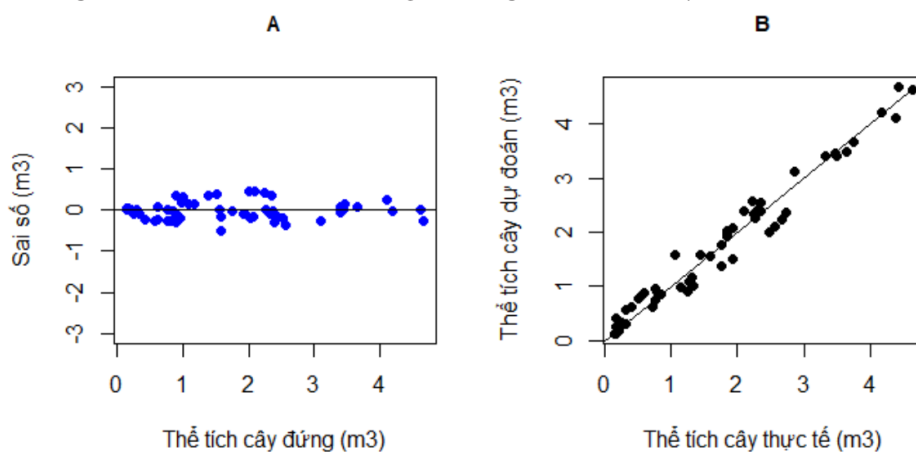 A
B
3
2
1
0
-1
-2
-3
Sai số (m3)
0 1 2 3 4
Thể tích cây đứng (m3)
4
3
2
1
0
Thể tích cây dự đoán (m3)
0 1 2 3 4
Thể tích cây thực tế (m3)